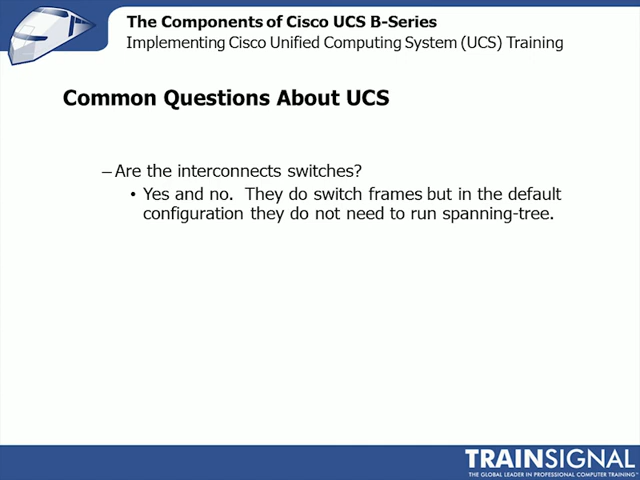 The Components of Cisco UCS B-Series
Implementing Cisco Unified Computing System (UCS) Training
Common Questions About UCS
– Are the interconnects switches?
• Yes and no.  They do switch frames but in the default
configuration they do not need to run spanning-tree.
TRAINSIGNAL™
THE GLOBAL LEADER IN PROFESSIONAL COMPUTER TRAINING